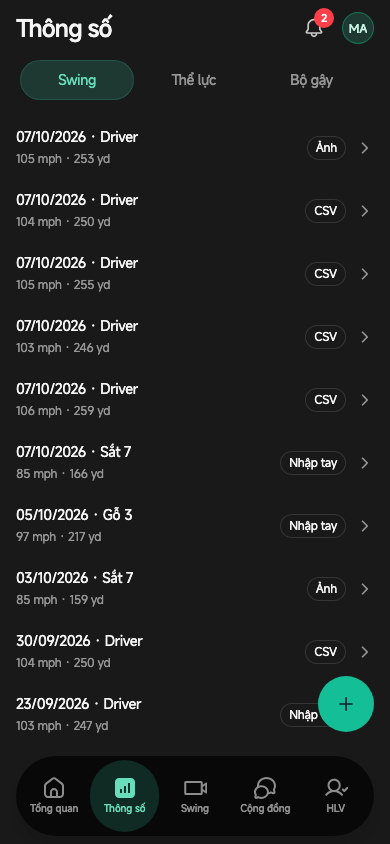 Thông số
2
MA
Swing
Thể lực
Bộ gậy
07/10/2026 · Driver
105 mph · 253 yd
Ảnh
07/10/2026 · Driver
104 mph · 250 yd
CSV
07/10/2026 · Driver
105 mph · 255 yd
CSV
07/10/2026 · Driver
103 mph · 246 yd
CSV
07/10/2026 · Driver
106 mph · 259 yd
CSV
07/10/2026 · Sắt 7
85 mph · 166 yd
Nhập tay
05/10/2026 · Gỗ 3
97 mph · 217 yd
Nhập tay
03/10/2026 · Sắt 7
85 mph · 159 yd
Ảnh
30/09/2026 · Driver
104 mph · 250 yd
CSV
23/09/2026 · Driver
103 mph · 247 yd
Nhập
Tổng quan
Thông số
Swing
Cộng đồng
HLV